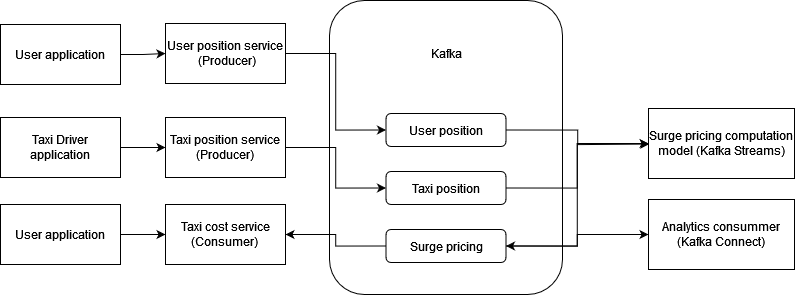 User application
User position service
(Producer)
Kafka
User position
Taxi Driver
application
Taxi position service
(Producer)
Surge pricing computation
model (Kafka Streams)
Taxi position
User application
Taxi cost service
(Consumer)
Surge pricing
Analytics consummer
(Kafka Connect)